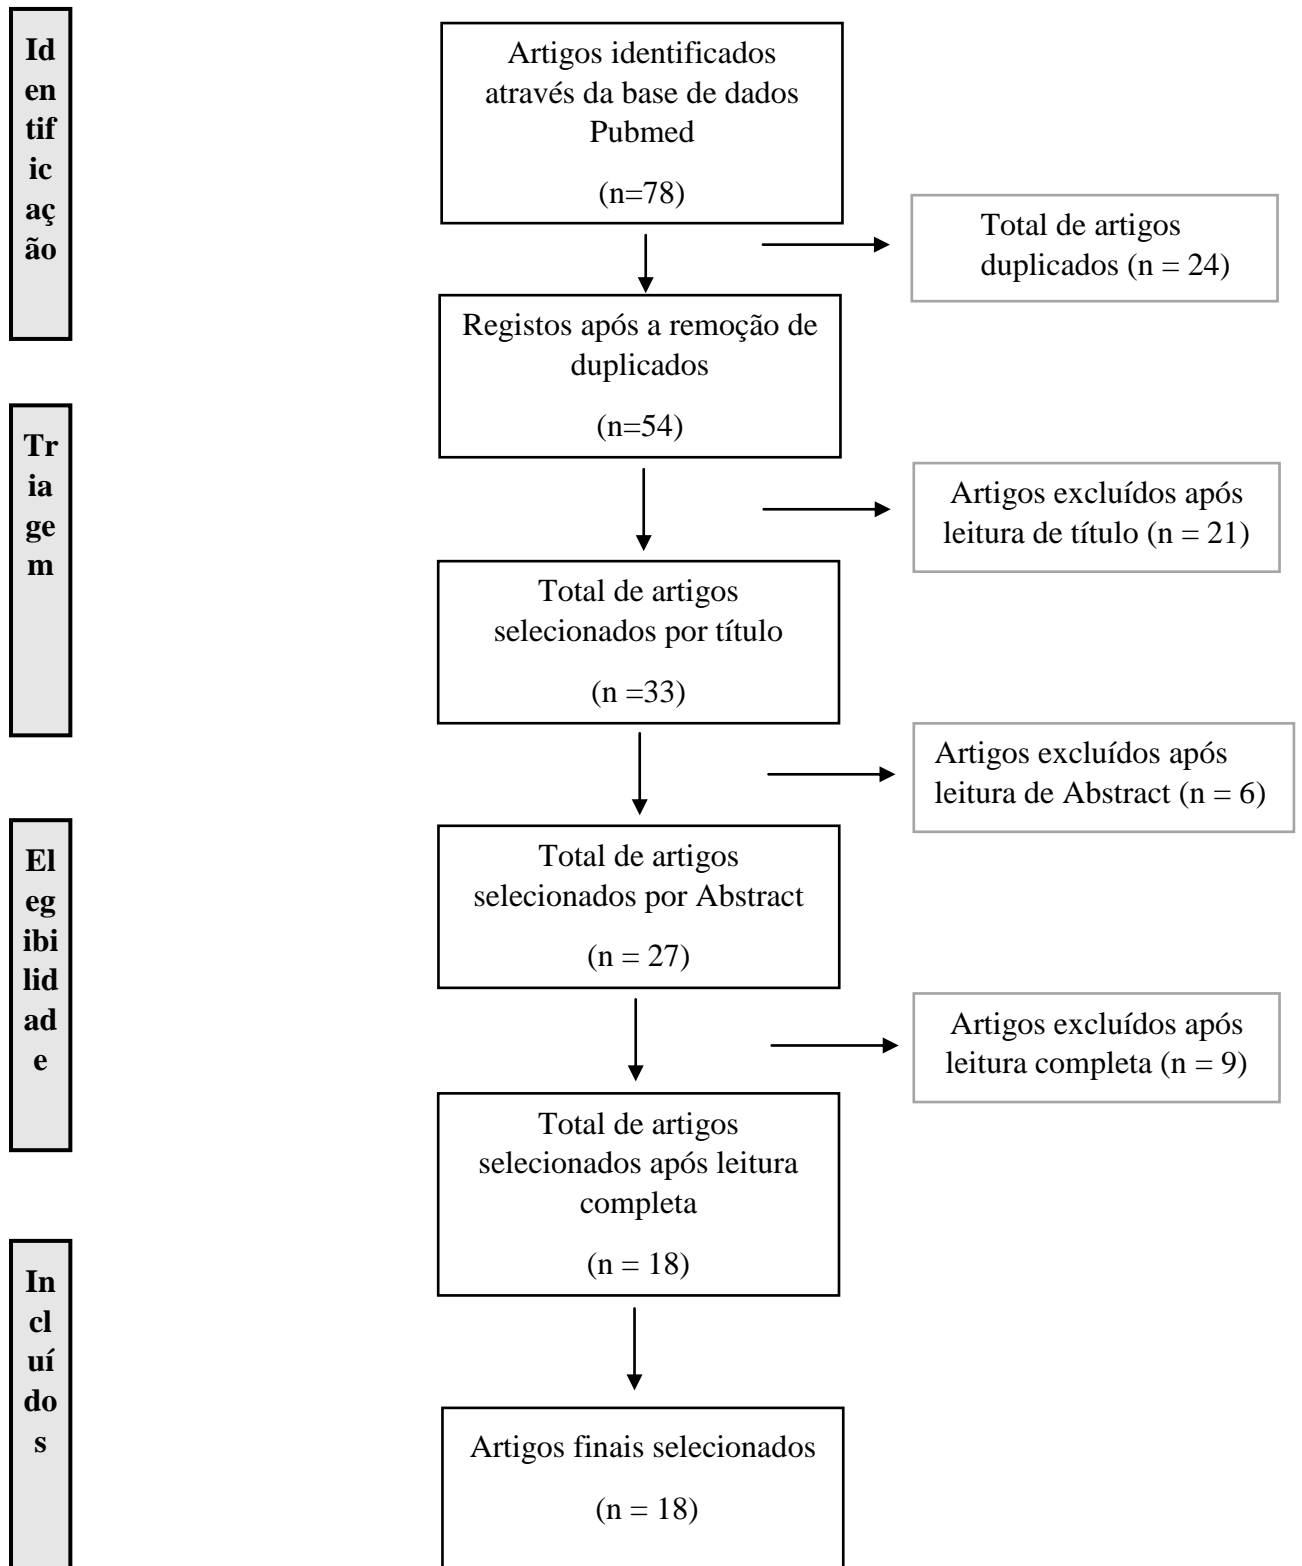 Id
en
tif
ic
aç
ão
Artigos identificados
através da base de dados
Pubmed
(n=78)
Total de artigos
duplicados (n = 24)
Registos após a remoção de
duplicados
(n=54)
Tr
ia
ge
m
Artigos excluídos após
leitura de título (n = 21)
Total de artigos
selecionados por título
(n =33)
Artigos excluídos após
leitura de Abstract (n = 6)
El
eg
ibi
lid
ad
e
Total de artigos
selecionados por Abstract
(n = 27)
Artigos excluídos após
leitura completa (n = 9)
Total de artigos
selecionados após leitura
completa
(n = 18)
In
cl
uí
do
s
Artigos finais selecionados
(n = 18)